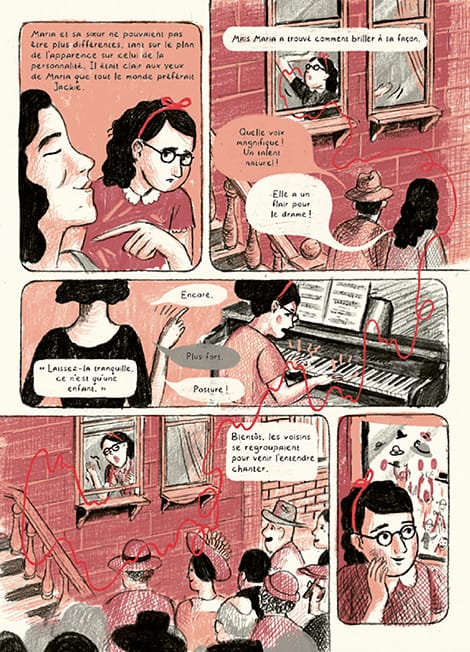 Maria et sa sœur ne pouvaient pas
être plus différentes, tant sur le plan
de l'apparence que sur celui de la
personnalité. Il était clair aux yeux
de Maria que tout le monde préférait
Jackie.
Mais Maria a trouvé comment briller à sa façon.
Quelle voix
magnifique !
Un talent
naturel !
Elle a un
flair pour
le drame !
Encore.
Plus fort.
Posture !
“ Laissez-la tranquille,
ce n'est qu'une
enfant. ”
Bientôt, les voisins
se regroupaient
pour venir l'entendre
chanter.